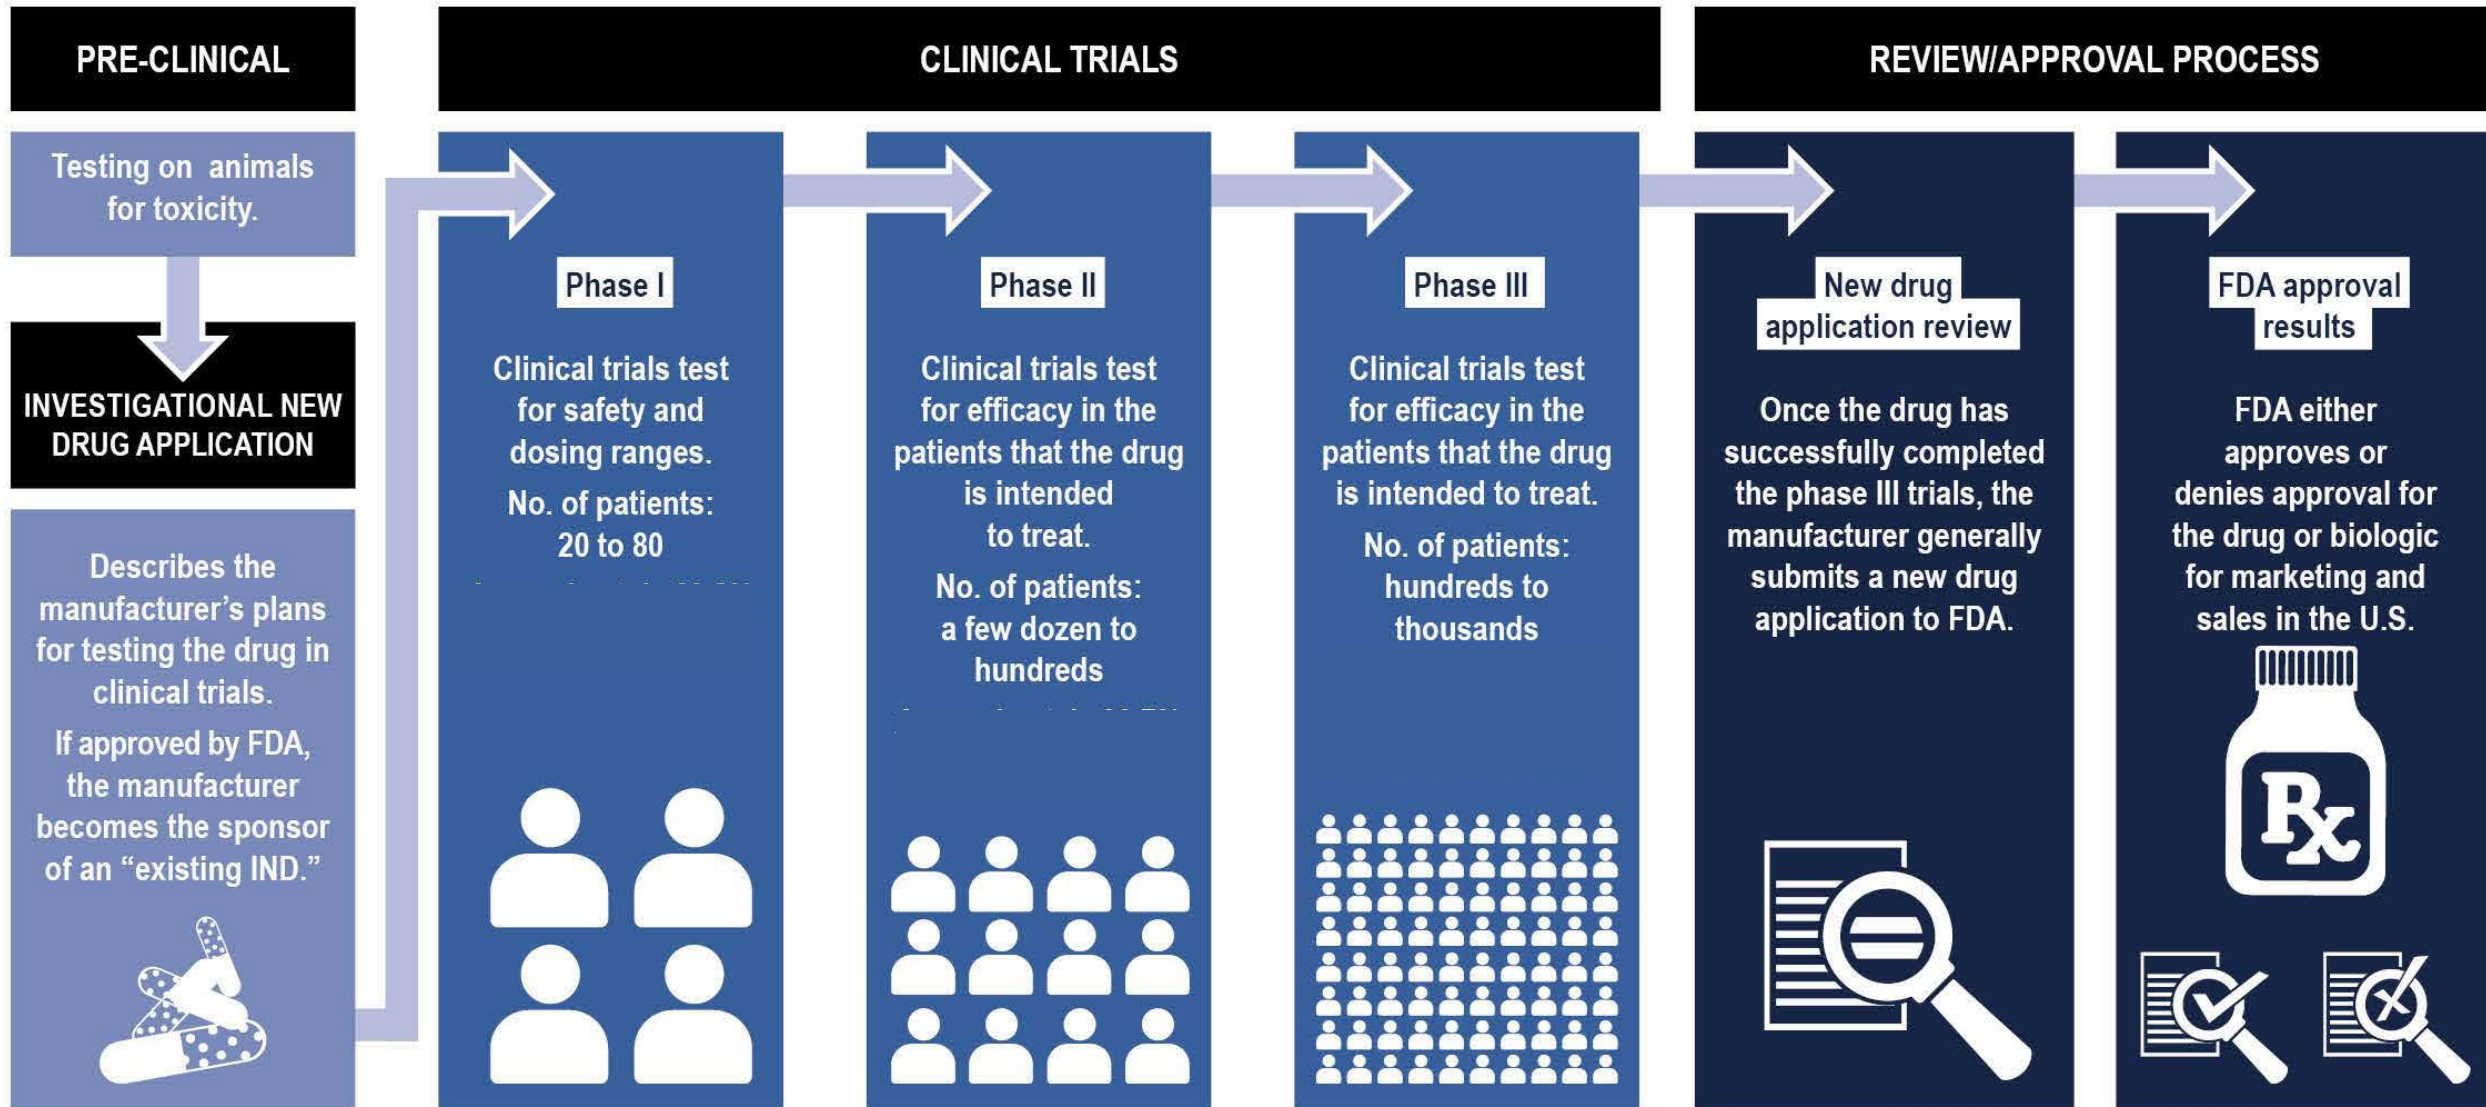 PRE-CLINICAL
Testing on animals
for toxicity.
INVESTIGATIONAL NEW
DRUG APPLICATION
Describes the
manufacturer’s plans
for testing the drug in
clinical trials.
If approved by FDA,
the manufacturer
becomes the sponsor
of an “existing IND.”
CLINICAL TRIALS
Phase I
Clinical trials test
for safety and
dosing ranges.
No. of patients:
20 to 80
Phase II
Clinical trials test
for efficacy in the
patients that the drug
is intended
to treat.
No. of patients:
a few dozen to
hundreds
Phase III
Clinical trials test
for efficacy in the
patients that the drug
is intended to treat.
No. of patients:
hundreds to
thousands
REVIEW/APPROVAL PROCESS
New drug
application review
Once the drug has
successfully completed
the phase III trials, the
manufacturer generally
submits a new drug
application to FDA.
FDA approval
results
FDA either
approves or
denies approval for
the drug or biologic
for marketing and
sales in the U.S.
Rx